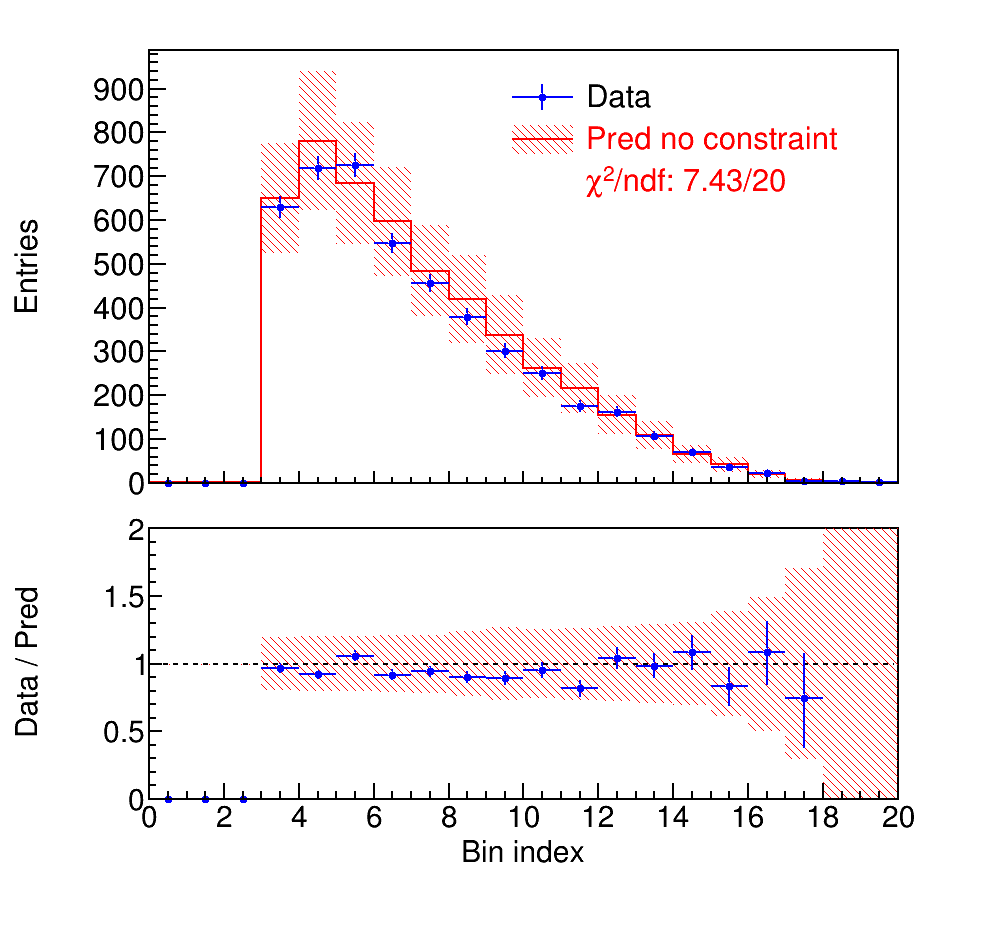 Data
Pred no constraint
χ²/ndf: 7.43/20
Entries
900
800
700
600
500
400
300
200
100
0
Data / Pred
2
1.5
1
0.5
0
0 2 4 6 8 10 12 14 16 18 20
Bin index